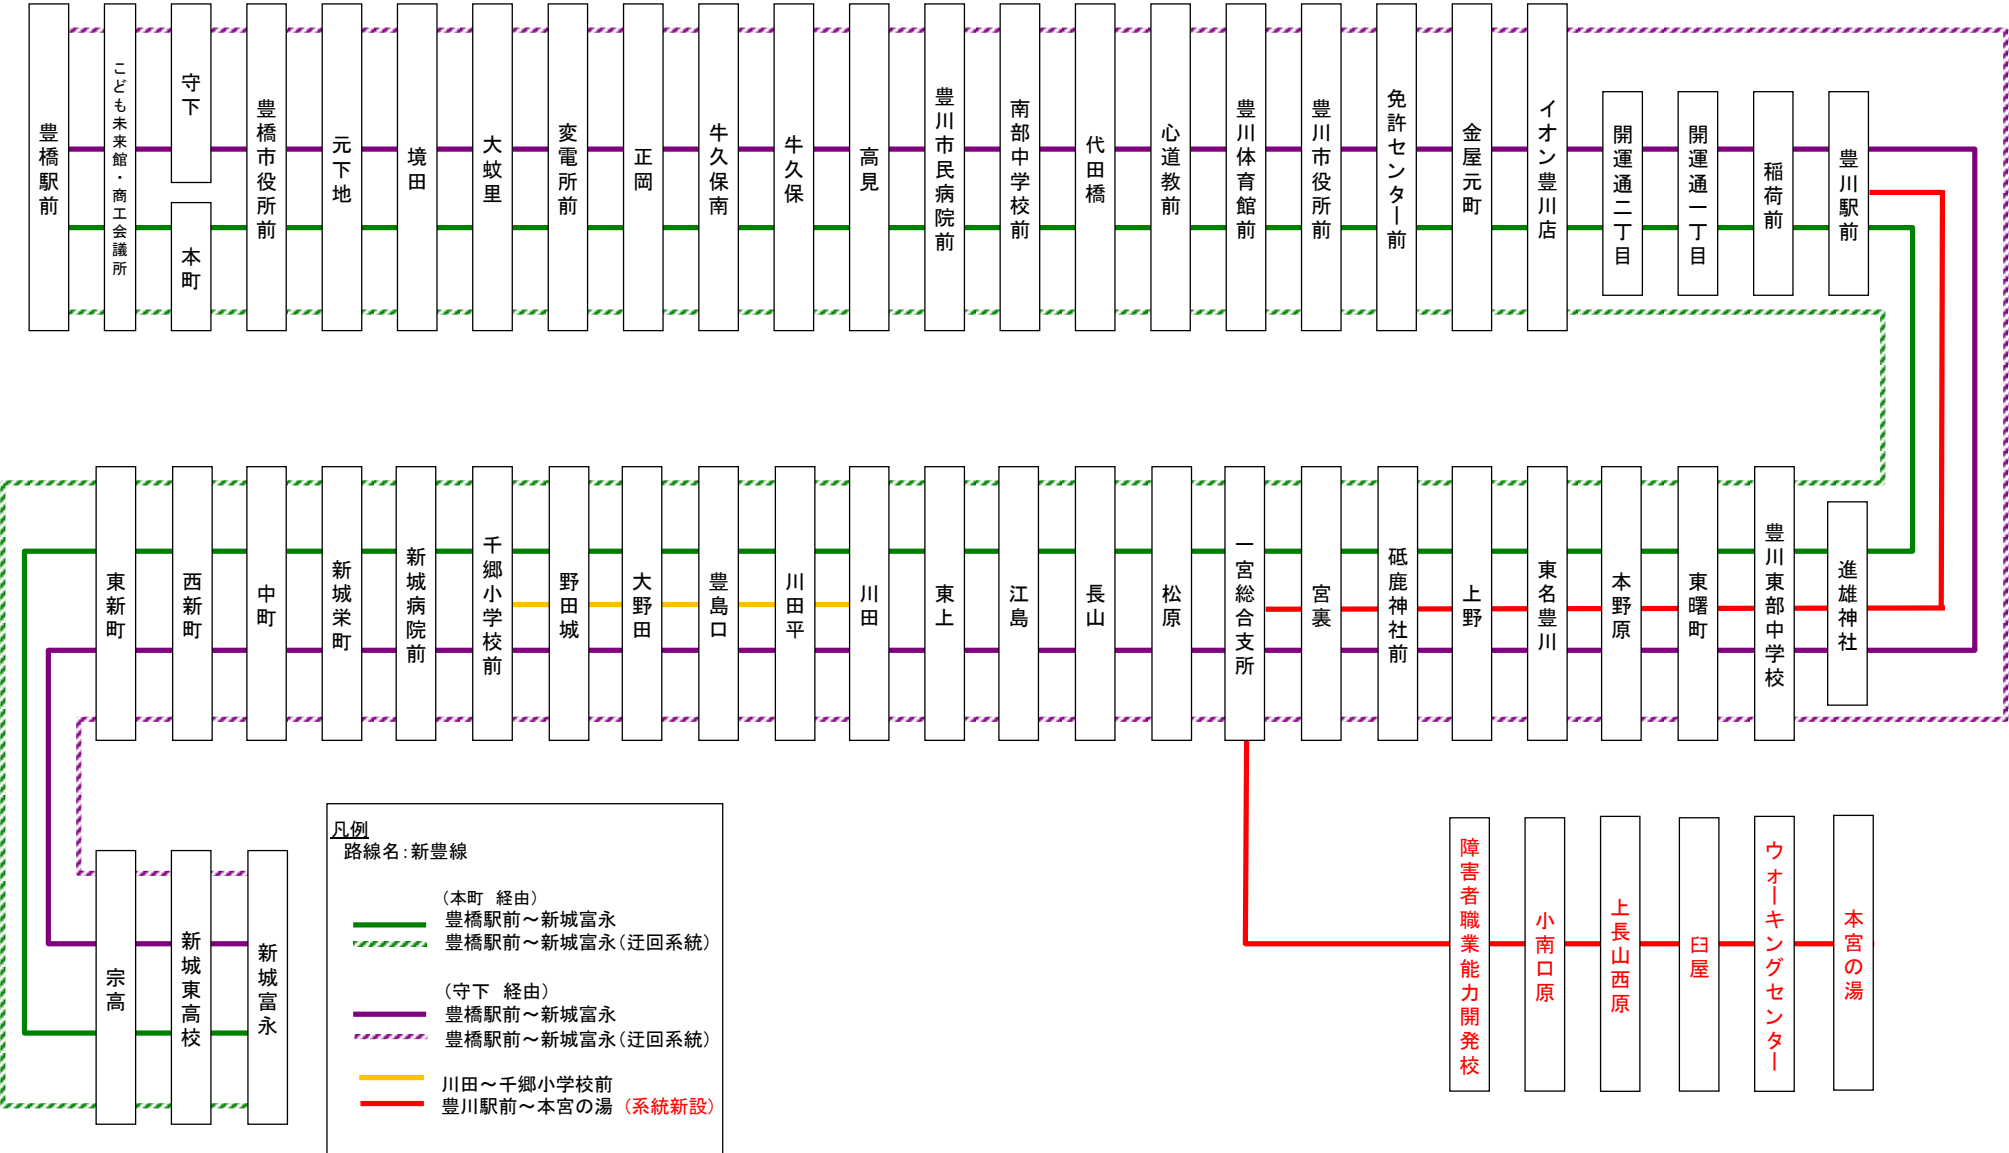 豊橋駅前
こども未来館・商工会議所
守下
本町
豊橋市役所前
元下地
境田
大蚊里
変電所前
正岡
牛久保南
牛久保
高見
豊川市民病院前
南部中学校前
代田橋
心道教前
豊川体育館前
豊川市役所前
免許センター前
金屋元町
イオン豊川店
開運通二丁目
開運通一丁目
稲荷前
豊川駅前
東新町
西新町
中町
新城栄町
新城病院前
千郷小学校前
野田城
大野田
豊島口
川田平
川田
東上
江島
長山
松原
一宮総合支所
宮裏
砥鹿神社前
上野
東名豊川
本野原
東曙町
豊川東部中学校
進雄神社
宗高
新城東高校
新城富永
凡例
路線名：新豊線
（本町　経由）
豊橋駅前～新城富永
豊橋駅前～新城富永（迂回系統）
（守下　経由）
豊橋駅前～新城富永
豊橋駅前～新城富永（迂回系統）
川田～千郷小学校前
豊川駅前～本宮の湯（系統新設）
障害者職業能力開発校
小南口原
上長山西原
臼屋
ウォーキングセンター
本宮の湯